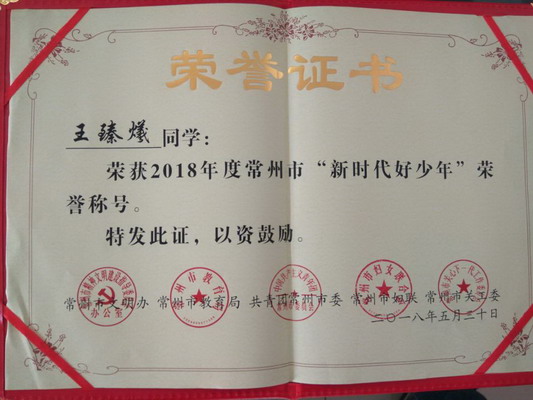 荣誉证书
王臻爔 同学：
荣获2018年度常州市“新时代好少年”荣
誉称号。
特发此证，以资鼓励。
常州市文明办 常州市教育局 共青团常州市委 常州市妇联 常州市关工委
二〇一八年五月三十日